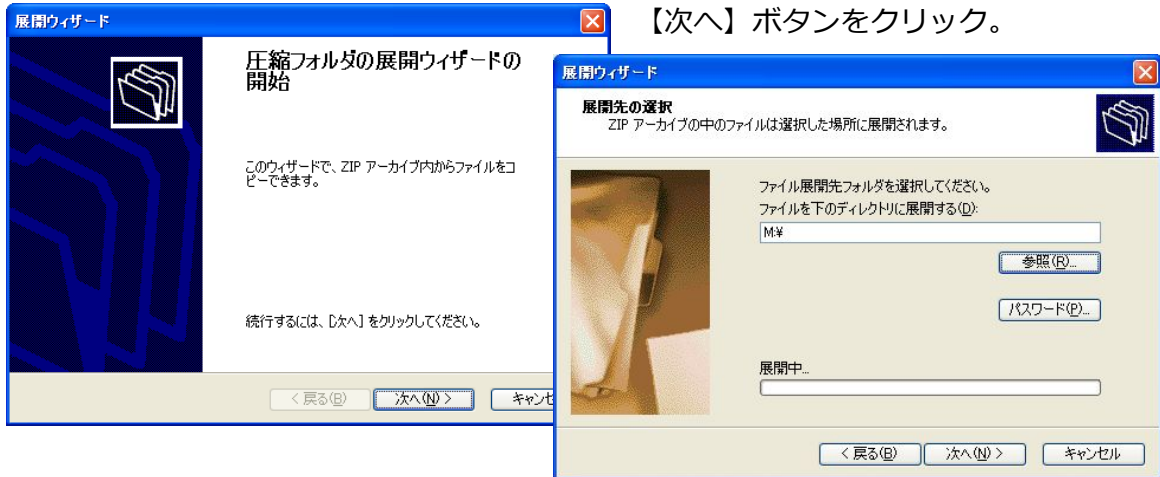 【次へ】ボタンをクリック。
展開ウィザード
圧縮フォルダの展開ウィザードの
開始
このウィザードで、ZIP アーカイブ内からファイルをコ
ピーできます。
続行するには、[次へ] をクリックしてください。
< 戻る(B)
次へ(N) >
キャンセ
展開ウィザード
展開先の選択
ZIP アーカイブの中のファイルは選択した場所に展開されます。
ファイル展開先フォルダを選択してください。
ファイルを下のディレクトリに展開する(D):
M:¥
参照(R)...
パスワード(P)...
展開中...
< 戻る(B)
次へ(N) >
キャンセル